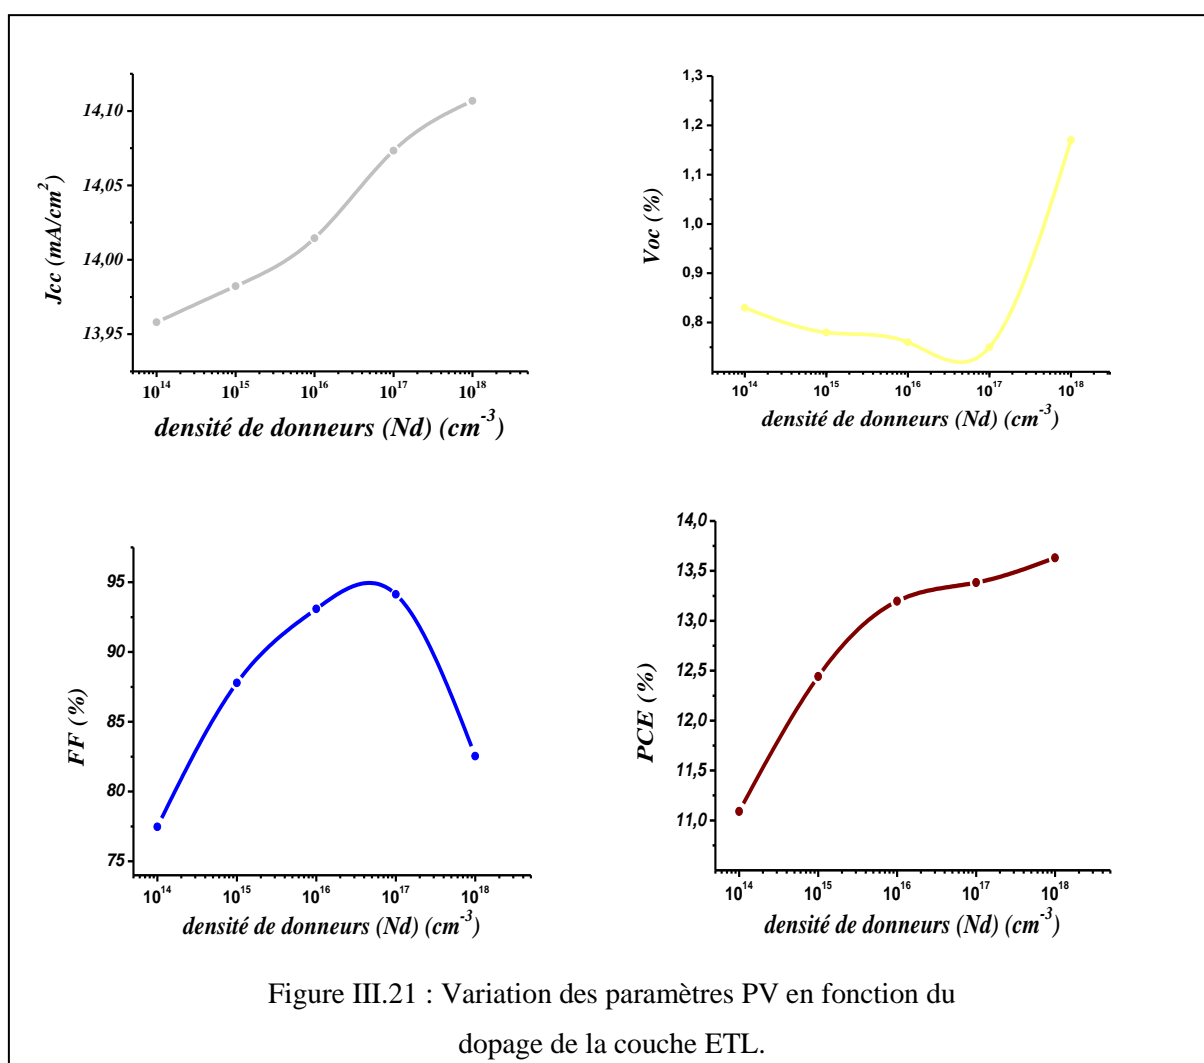 14,10
14,05
14,00
13,95
Jcc (mA/cm²)
10¹⁴ 10¹⁵ 10¹⁶ 10¹⁷ 10¹⁸
densité de donneurs (Nd) (cm⁻³)
1,3
1,2
1,1
1,0
0,9
0,8
Voc (%)
10¹⁴ 10¹⁵ 10¹⁶ 10¹⁷ 10¹⁸
densité de donneurs (Nd) (cm⁻³)
95
90
85
80
75
FF (%)
10¹⁴ 10¹⁵ 10¹⁶ 10¹⁷ 10¹⁸
densité de donneurs (Nd) (cm⁻³)
14,0
13,5
13,0
12,5
12,0
11,5
11,0
PCE (%)
10¹⁴ 10¹⁵ 10¹⁶ 10¹⁷ 10¹⁸
densité de donneurs (Nd) (cm⁻³)
Figure III.21 : Variation des paramètres PV en fonction du
dopage de la couche ETL.